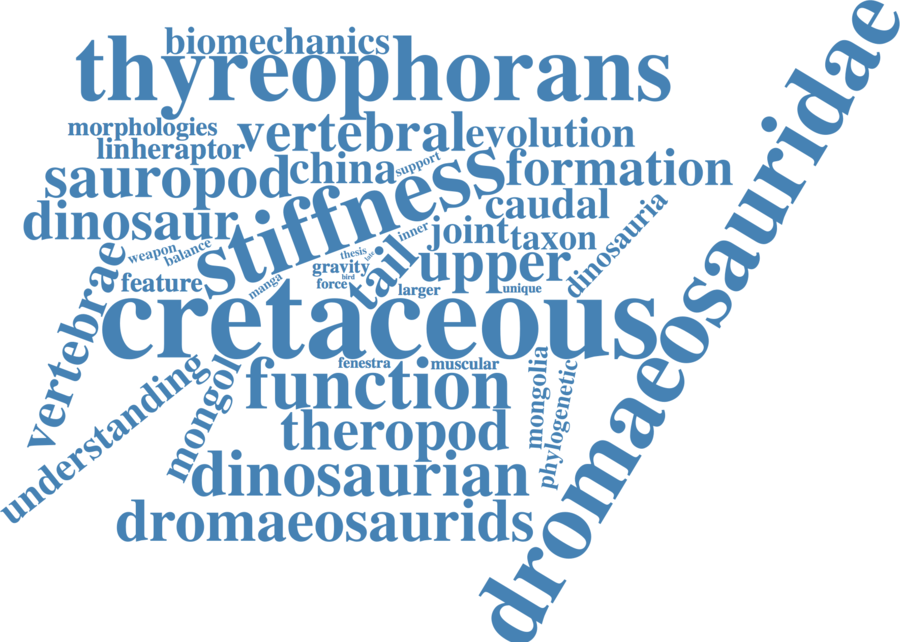 biomechanics
thyreophorans
morphologies
vertebral
evolution
linheraptor
sauropod
china
support
formation
stiffness
dinosaur
caudal
dinosauria
inner
joint
taxon
weapon
balance
thesis
late
tail
gravity
upper
bird
feature
manga
force
larger
unique
cretaceous
vertebrae
dromaeosauridae
fenestra
muscular
understanding
mongol
function
mongolia
phylogenetic
theropod
dinosaurian
dromaeosaurids